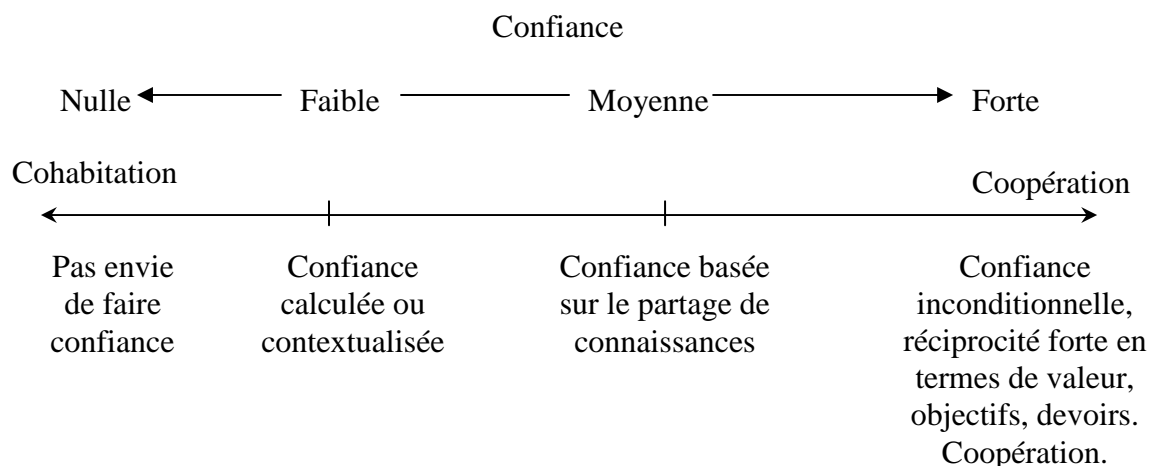 Confiance
Nulle Faible Moyenne Forte
Cohabitation
Coopération
Pas envie
de faire
confiance
Confiance
calculée ou
contextualisée
Confiance basée
sur le partage de
connaissances
Confiance
inconditionnelle,
réciprocité forte en
termes de valeur,
objectifs, devoirs.
Coopération.